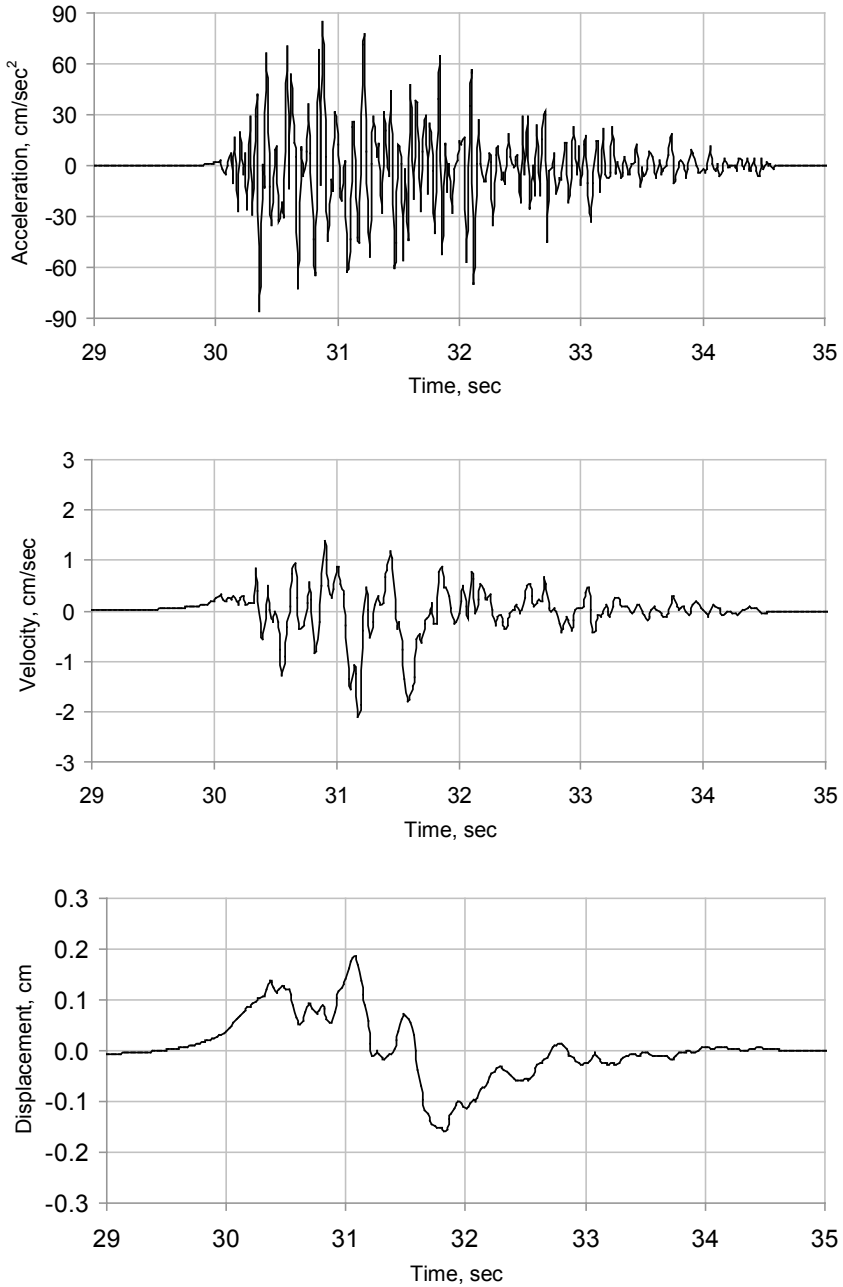 90
60
30
0
-30
-60
-90
Acceleration, cm/sec²
29 30 31 32 33 34 35
Time, sec
3
2
1
0
-1
-2
-3
Velocity, cm/sec
29 30 31 32 33 34 35
Time, sec
0.3
0.2
0.1
0.0
-0.1
-0.2
-0.3
Displacement, cm
29 30 31 32 33 34 35
Time, sec